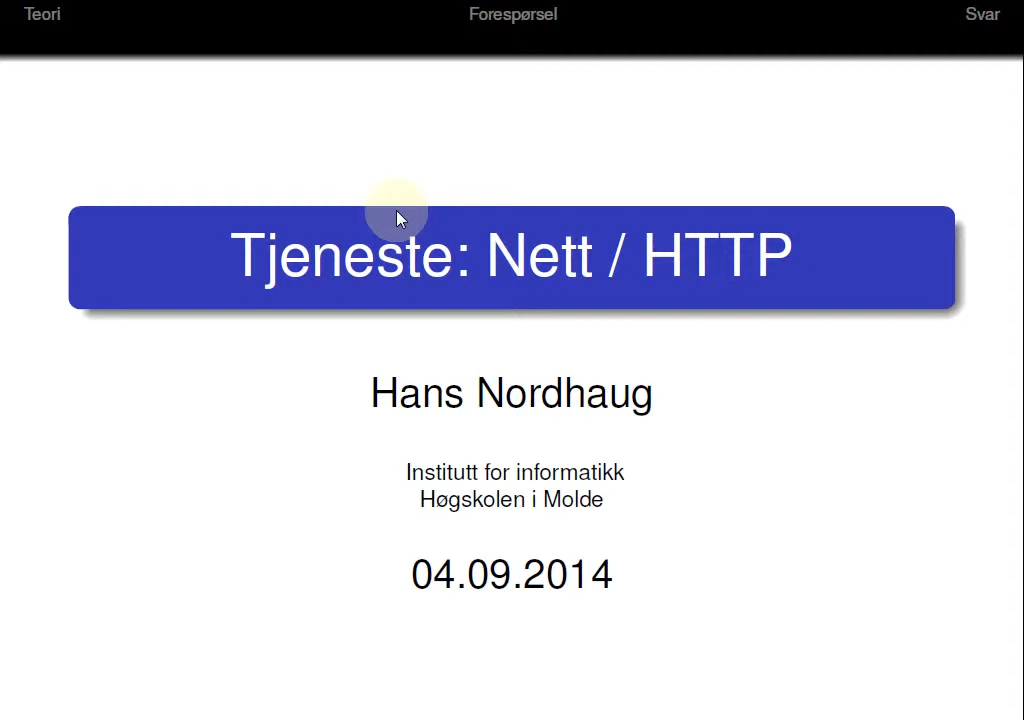 Teori Forespørsel Svar
Tjeneste: Nett / HTTP
Hans Nordhaug
Institutt for informatikk
Høgskolen i Molde
04.09.2014